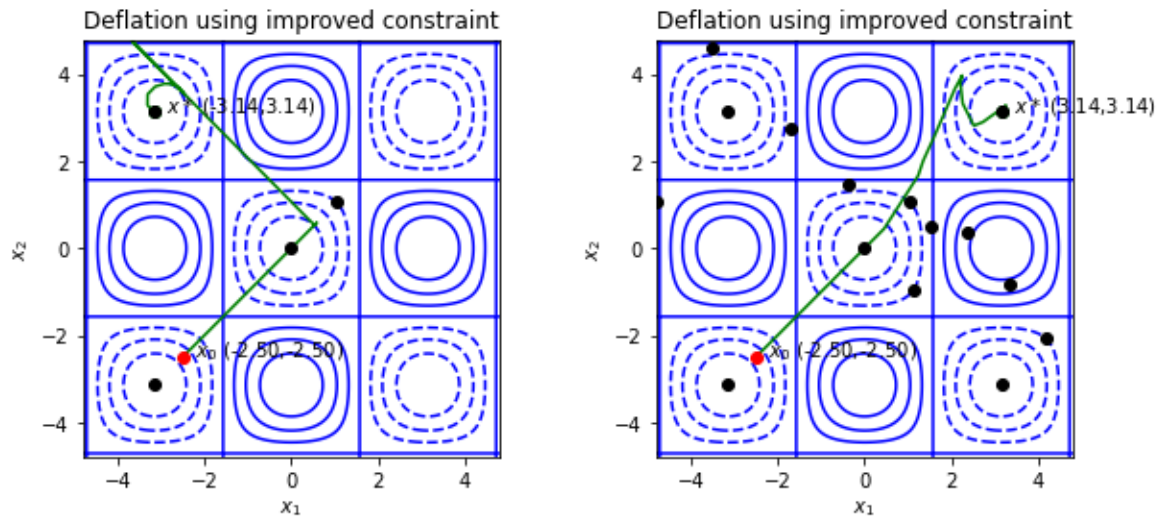 Deflation using improved constraint
4
2
0
−2
−4
x₂
x* (-3.14,3.14)
x₀ (-2.50,-2.50)
−4 −2 0 2 4
x₁
Deflation using improved constraint
4
2
0
−2
−4
x₂
x* (3.14,3.14)
x₀ (-2.50,-2.50)
−4 −2 0 2 4
x₁